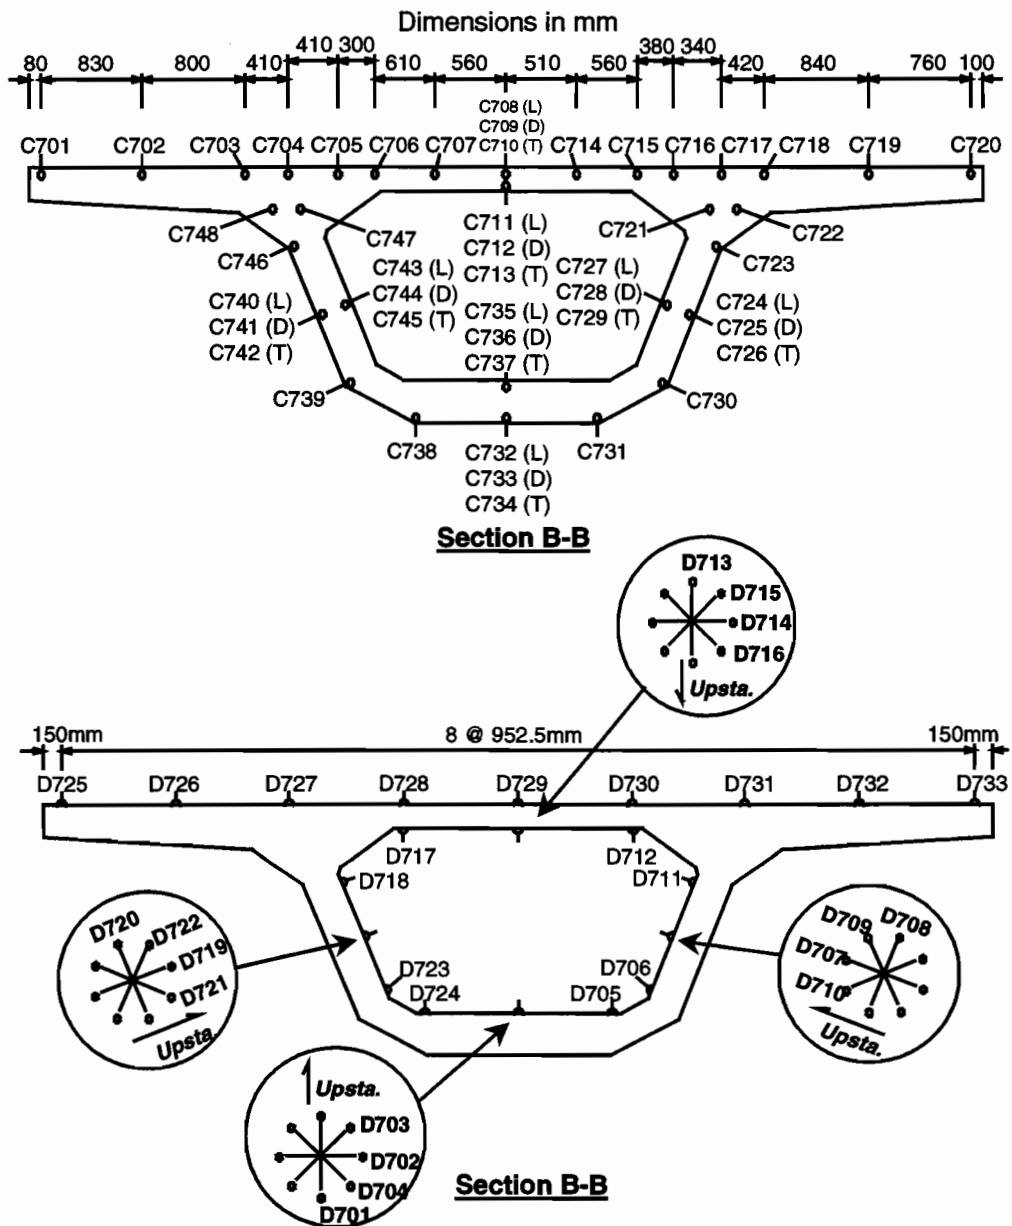 Dimensions in mm
410 300 380 340
80 830 800 410 610 560 510 560 420 840 760 100
C708 (L)
C709 (D)
C701 C702 C703 C704 C705 C706 C707 C710 (T) C714 C715 C716 C717 C718 C719 C720
C748 C747 C711 (L) C721 C722
C746 C712 (D) C723
C713 (T)
C743 (L) C727 (L)
C744 (D) C728 (D)
C745 (T) C729 (T)
C740 (L) C735 (L) C724 (L)
C741 (D) C736 (D) C725 (D)
C742 (T) C737 (T) C726 (T)
C739 C730
C738 C732 (L) C731
C733 (D)
C734 (T)
Section B-B
D713
D715
D714
D716
Upsta.
150mm 8 @ 952.5mm 150mm
D725 D726 D727 D728 D729 D730 D731 D732 D733
D717 D712
D718 D711
D720 D722 D709 D708
D719 D707
D721 D723 D706 D710
D724 D705
Upsta. Upsta.
Upsta.
D703
D702
D704
D701
Section B-B